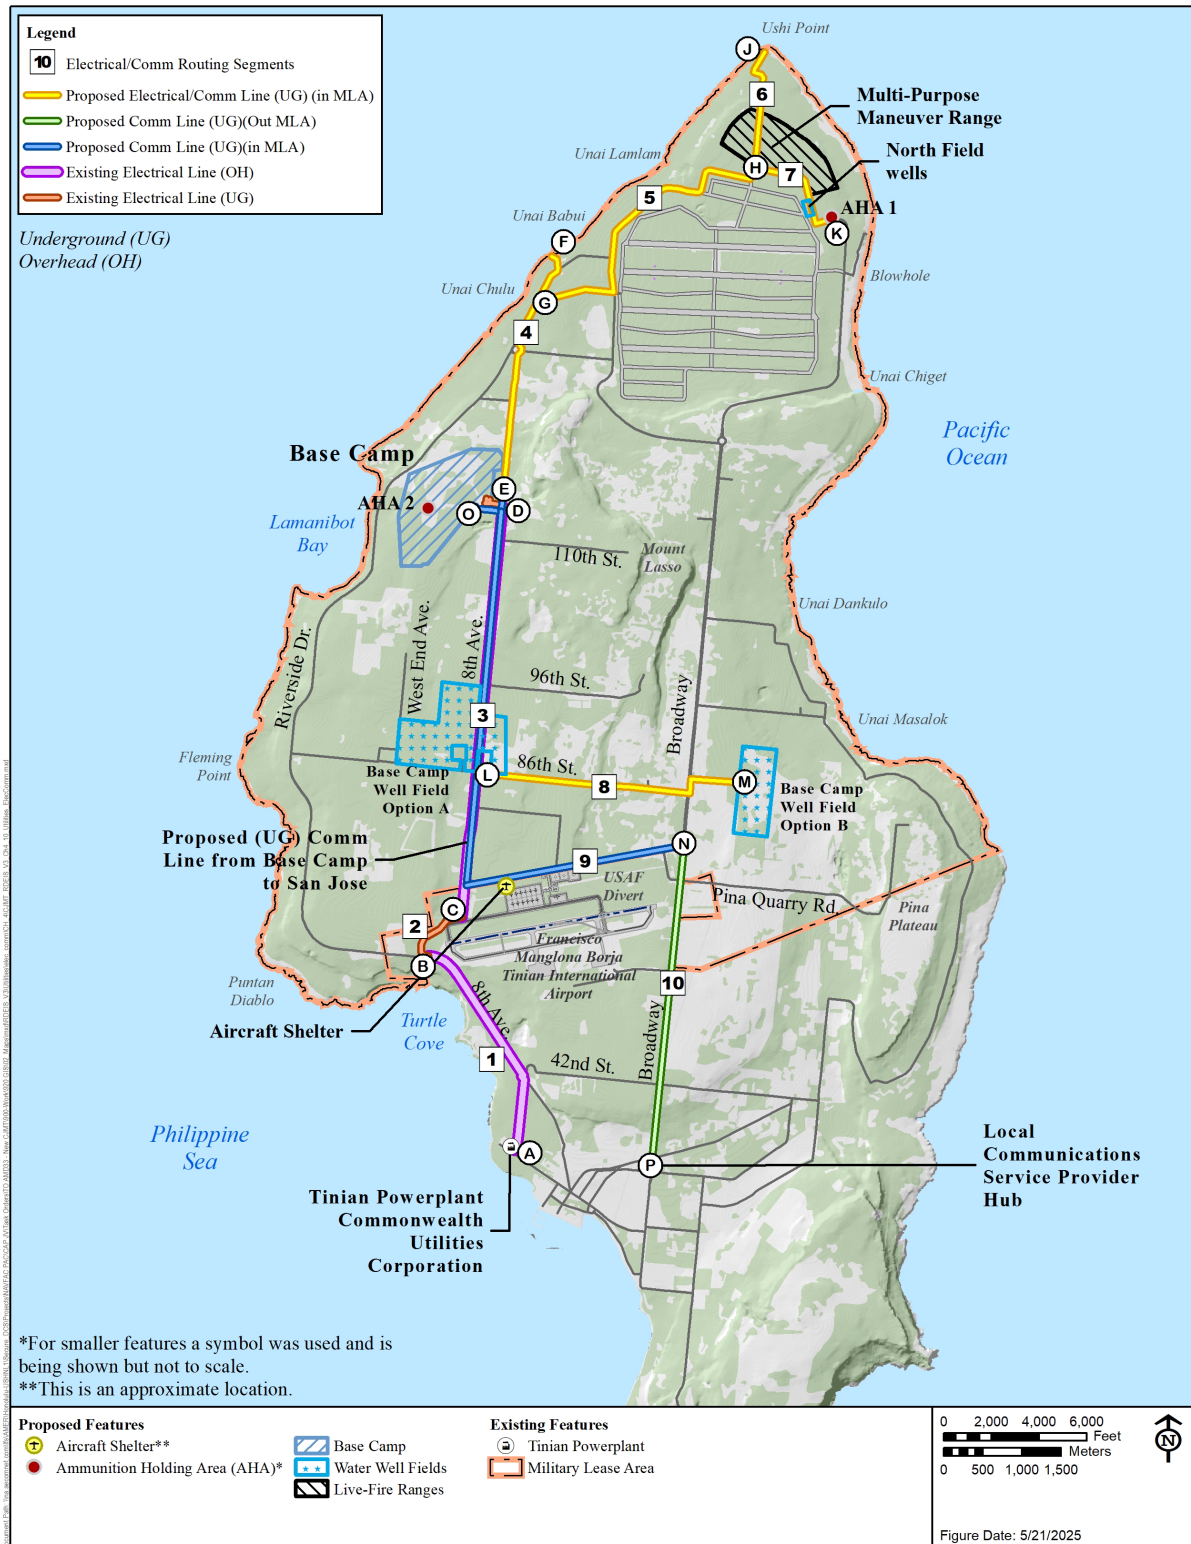 Legend
10 Electrical/Comm Routing Segments
Proposed Electrical/Comm Line (UG) (in MLA)
Proposed Comm Line (UG)(Out MLA)
Proposed Comm Line (UG)(in MLA)
Existing Electrical Line (OH)
Existing Electrical Line (UG)
Underground (UG)
Overhead (OH)
Ushi Point
J
6
Multi-Purpose
Maneuver Range
North Field
wells
Unai Lamlam
H
7
5
AHA 1
K
Unai Babui
F
Blowhole
Unai Chulu
G
4
Unai Chiget
Pacific
Ocean
Base Camp
E
AHA 2
O
D
Lamanibot
Bay
110th St.
Mount
Lasso
Unai Dankulo
West End Ave.
8th Ave.
Riverside Dr.
96th St.
Broadway
3
Unai Masalok
Fleming
Point
86th St.
L
8
M
Base Camp
Well Field
Option A
Base Camp
Well Field
Option B
Proposed (UG) Comm
Line from Base Camp
to San Jose
N
9
USAF
Divert
Pina Quarry Rd.
Pina
Plateau
C
2
B
Francisco
Manglona Borja
Tinian International
Airport
Puntan
Diablo
10
8th Ave.
Aircraft Shelter
Turtle
Cove
Broadway
1
42nd St.
Philippine
Sea
A
P
Local
Communications
Service Provider
Hub
Tinian Powerplant
Commonwealth
Utilities
Corporation
*For smaller features a symbol was used and is
being shown but not to scale.
**This is an approximate location.
Proposed Features
Aircraft Shelter**
Ammunition Holding Area (AHA)*
Base Camp
Water Well Fields
Live-Fire Ranges
Existing Features
Tinian Powerplant
Military Lease Area
0 2,000 4,000 6,000
Feet
Meters
0 500 1,000 1,500
N
Figure Date: 5/21/2025